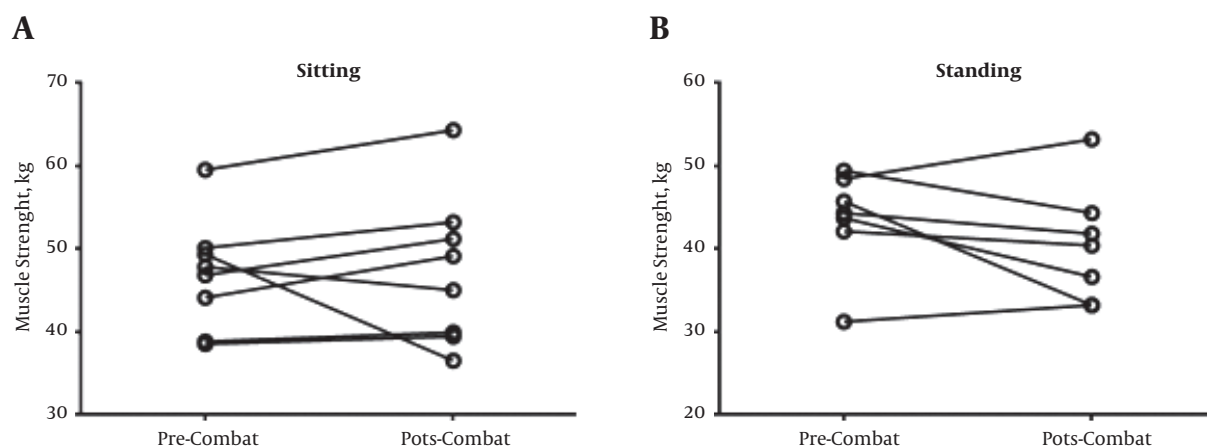 A
Sitting
70
60
50
40
30
Muscle Strenght, kg
Pre-Combat
Pots-Combat
B
Standing
60
50
40
30
20
Muscle Strenght, kg
Pre-Combat
Pots-Combat